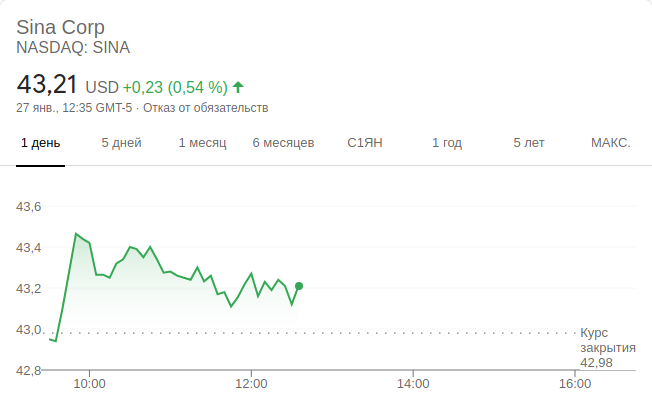 Sina Corp
NASDAQ: SINA
43,21 USD +0,23 (0,54 %)
27 янв., 12:35 GMT-5 · Отказ от обязательств
1 день 5 дней 1 месяц 6 месяцев С1ЯН 1 год 5 лет МАКС.
43,6
43,4
43,2
43,0
42,8
Курс
закрытия
42,98
10:00 12:00 14:00 16:00